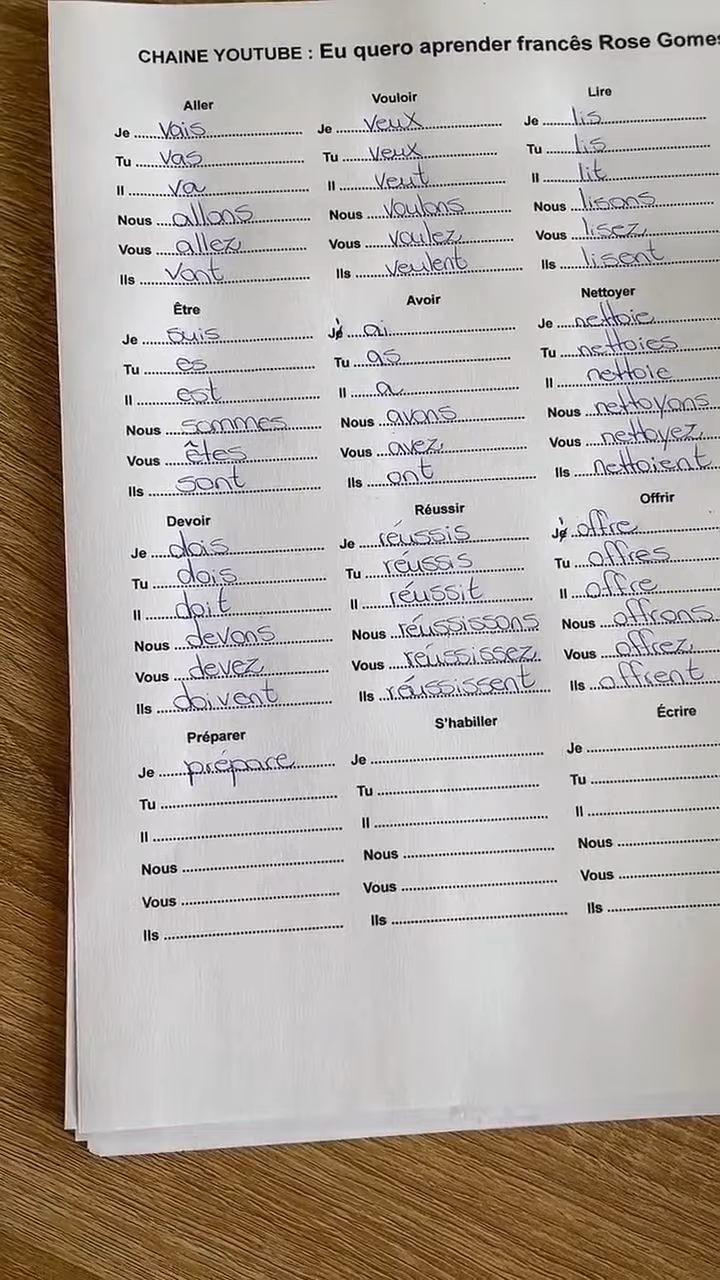 CHAINE YOUTUBE : Eu quero aprender francês Rose Gomes
Aller
Je vais
Tu vas
Il va
Nous allons
Vous allez
Ils vont
Vouloir
Je veux
Tu veux
Il veut
Nous voulons
Vous voulez
Ils veulent
Lire
Je lis
Tu lis
Il lit
Nous lisons
Vous lisez
Ils lisent
Être
Je suis
Tu es
Il est
Nous sommes
Vous êtes
Ils sont
Avoir
J' ai
Tu as
Il a
Nous avons
Vous avez
Ils ont
Nettoyer
Je nettoie
Tu nettoies
Il nettoie
Nous nettoyons
Vous nettoyez
Ils nettoient
Devoir
Je dois
Tu dois
Il doit
Nous devons
Vous devez
Ils doivent
Réussir
Je réussis
Tu réussis
Il réussit
Nous réussissons
Vous réussissez
Ils réussissent
Offrir
J' offre
Tu offres
Il offre
Nous offrons
Vous offrez
Ils offrent
Préparer
Je prépare
Tu
Il
Nous
Vous
Ils
S'habiller
Je
Tu
Il
Nous
Vous
Ils
Écrire
Je
Tu
Il
Nous
Vous
Ils